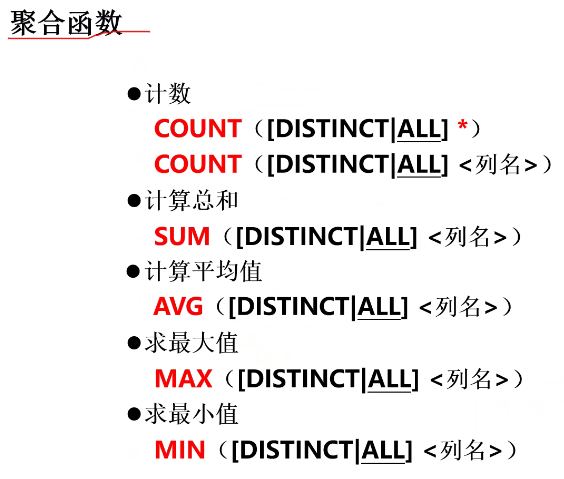 聚合函数
●计数
COUNT（[DISTINCT|ALL] *）
COUNT（[DISTINCT|ALL] <列名>）
●计算总和
SUM（[DISTINCT|ALL] <列名>）
●计算平均值
AVG（[DISTINCT|ALL] <列名>）
●求最大值
MAX（[DISTINCT|ALL] <列名>）
●求最小值
MIN（[DISTINCT|ALL] <列名>）